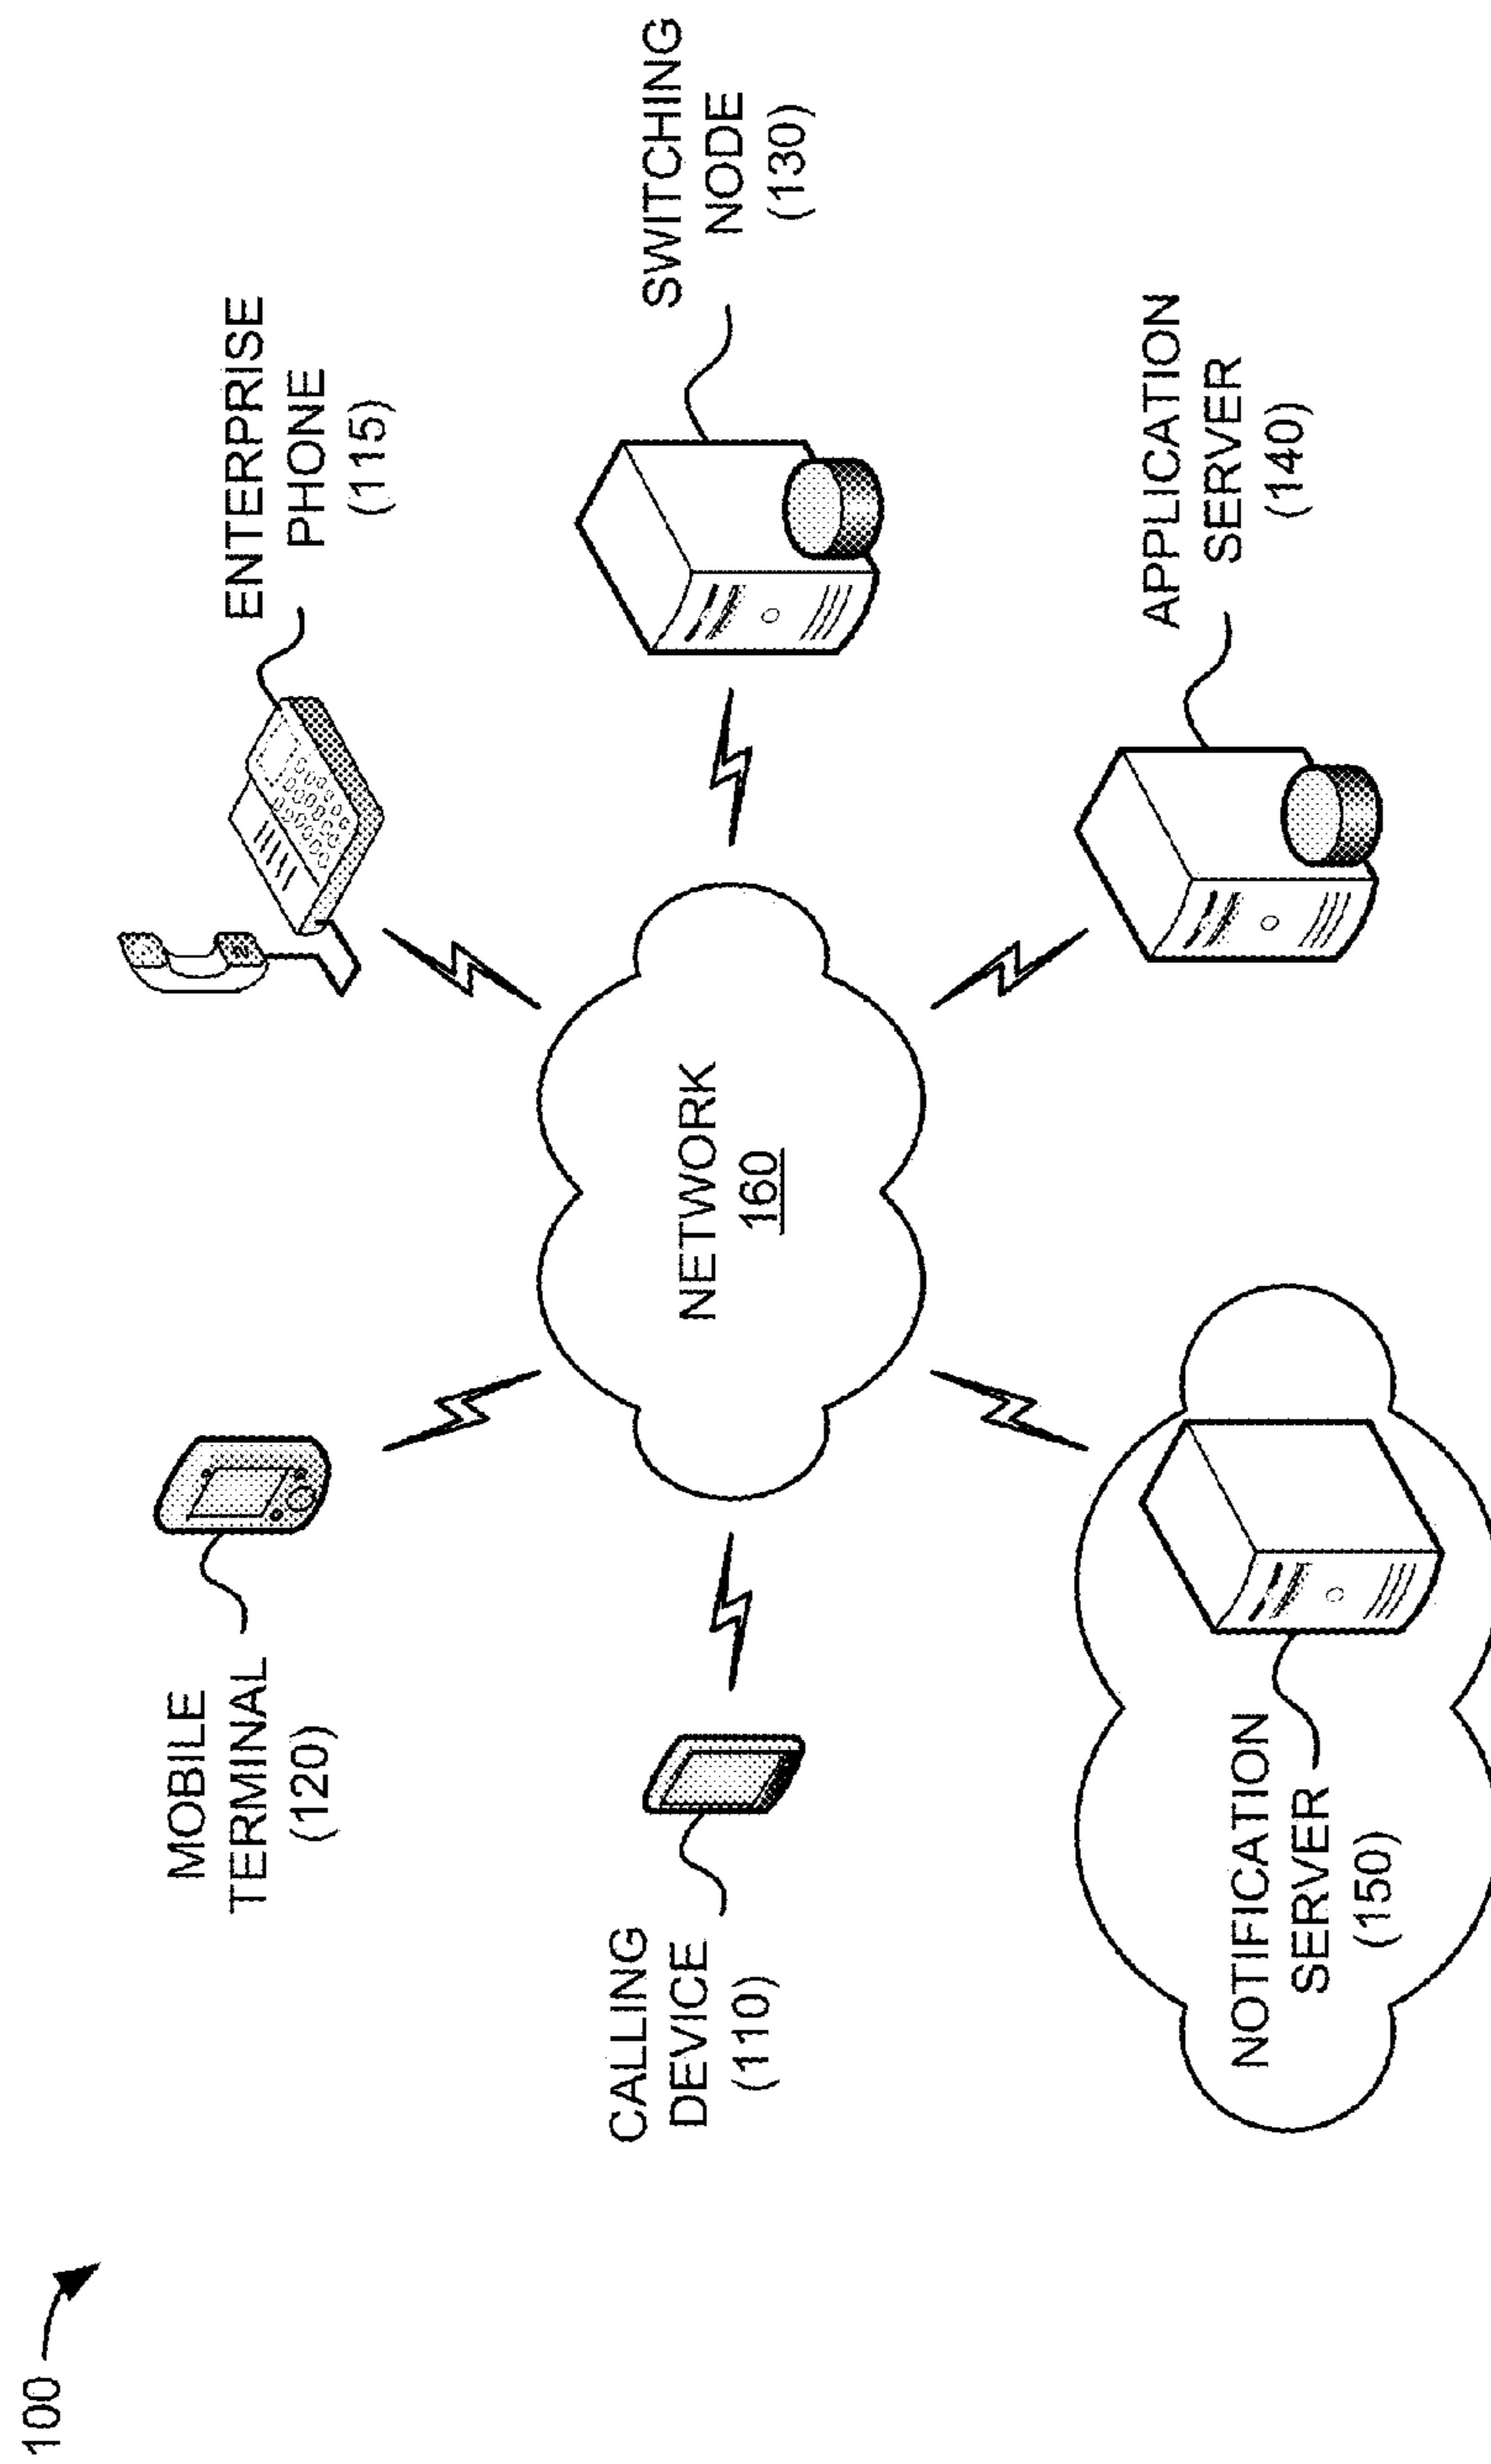 100
MOBILE
TERMINAL
(120)
ENTERPRISE
PHONE
(115)
CALLING
DEVICE
(110)
NETWORK
160
SWITCHING
NODE
(130)
NOTIFICATION
SERVER
(150)
APPLICATION
SERVER
(140)